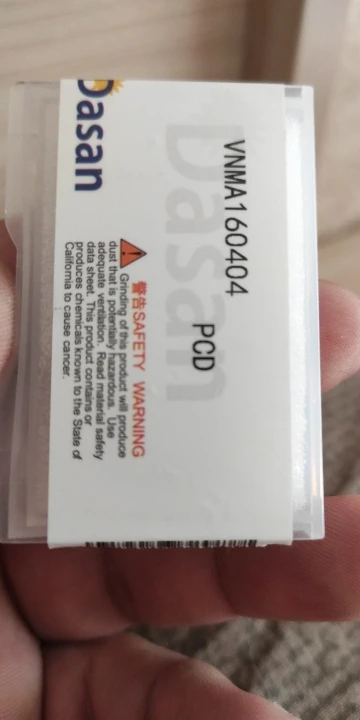 Dasan
VNMA160404
PCD
Dasan
警告SAFETY WARNING
Grinding of this product will produce
dust that is potentially hazardous. Use
adequate ventilation. Read material safety
data sheet. This product contains or
produces chemicals known to the State of
California to cause cancer.